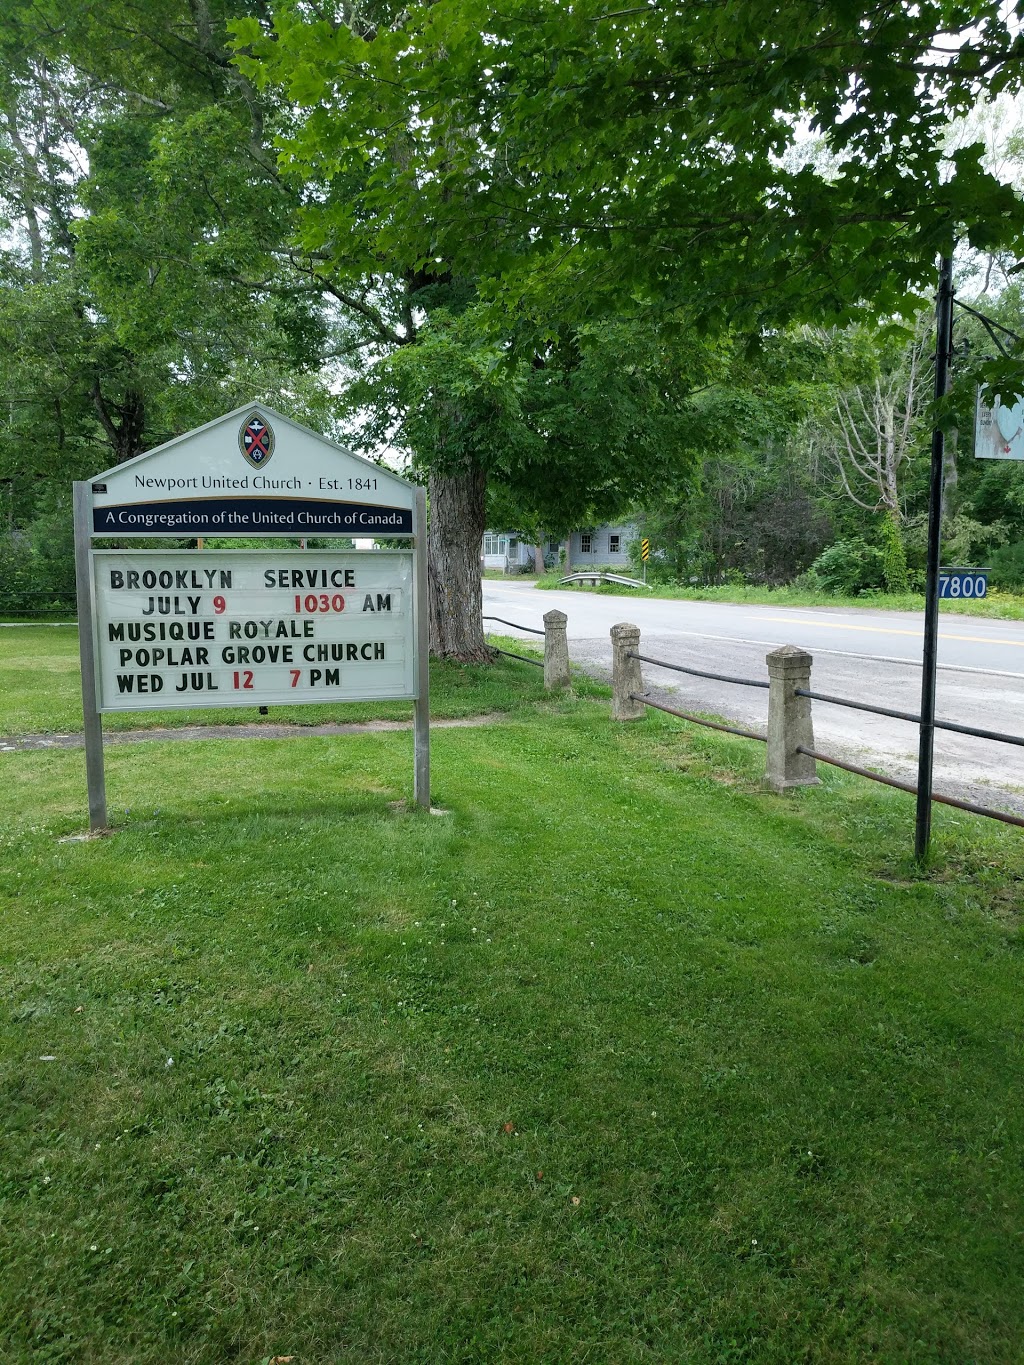 Newport United Church · Est. 1841
A Congregation of the United Church of Canada
BROOKLYN SERVICE
JULY 9 1030 AM
MUSIQUE ROYALE
POPLAR GROVE CHURCH
WED JUL 12 7 PM
7800